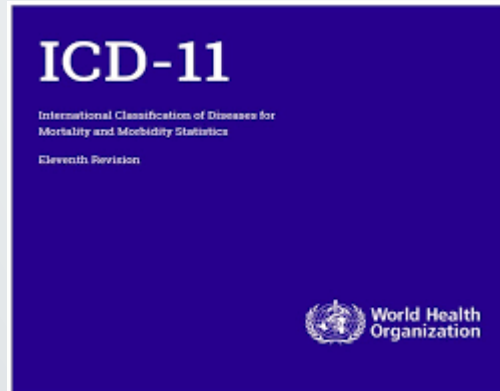 ICD-11
International Classification of Diseases for
Mortality and Morbidity Statistics
Eleventh Revision
World Health
Organization